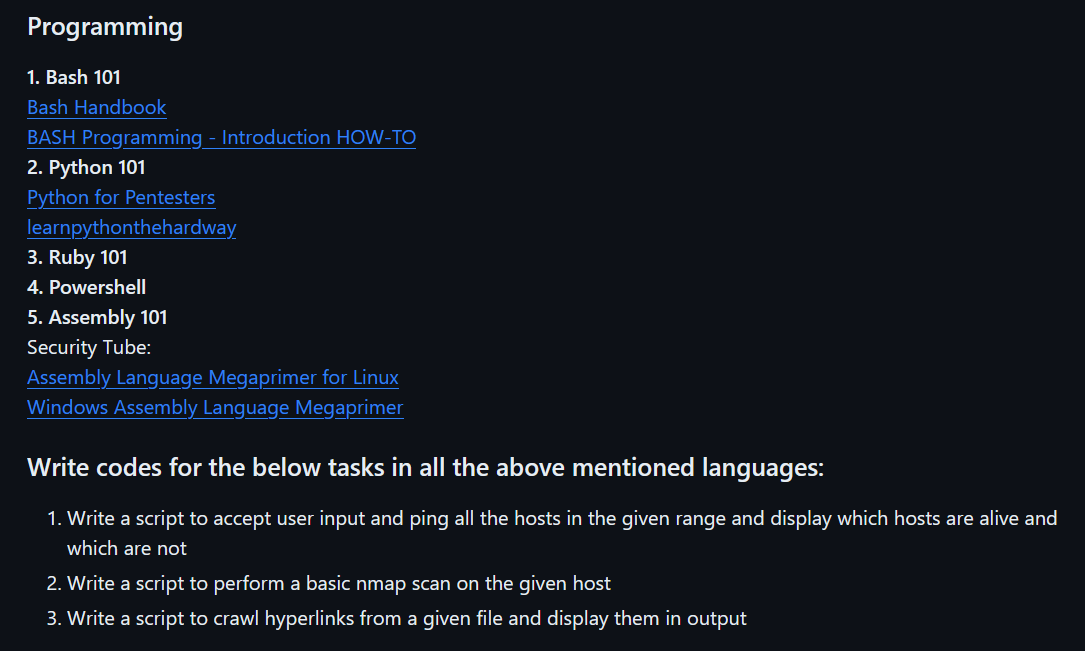 Programming
1. Bash 101
Bash Handbook
BASH Programming - Introduction HOW-TO
2. Python 101
Python for Pentesters
learnpythonthehardway
3. Ruby 101
4. Powershell
5. Assembly 101
Security Tube:
Assembly Language Megaprimer for Linux
Windows Assembly Language Megaprimer
Write codes for the below tasks in all the above mentioned languages:
1. Write a script to accept user input and ping all the hosts in the given range and display which hosts are alive and
which are not
2. Write a script to perform a basic nmap scan on the given host
3. Write a script to crawl hyperlinks from a given file and display them in output